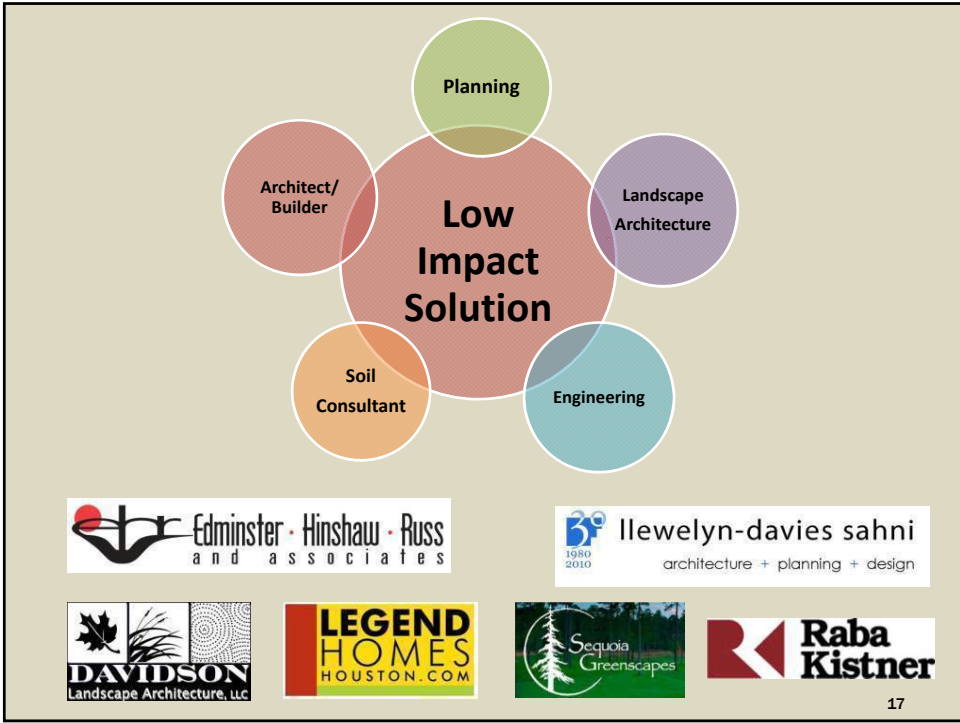 Planning
Architect/
Builder
Landscape
Architecture
Low
Impact
Solution
Soil
Consultant
Engineering
ehr
Edminster · Hinshaw · Russ
and associates
30
1980
2010
llewelyn-davies sahni
architecture + planning + design
DAVIDSON
Landscape Architecture, LLC
LEGEND
HOMES
HOUSTON.COM
Sequoia
Greenscapes
Raba
Kistner
17